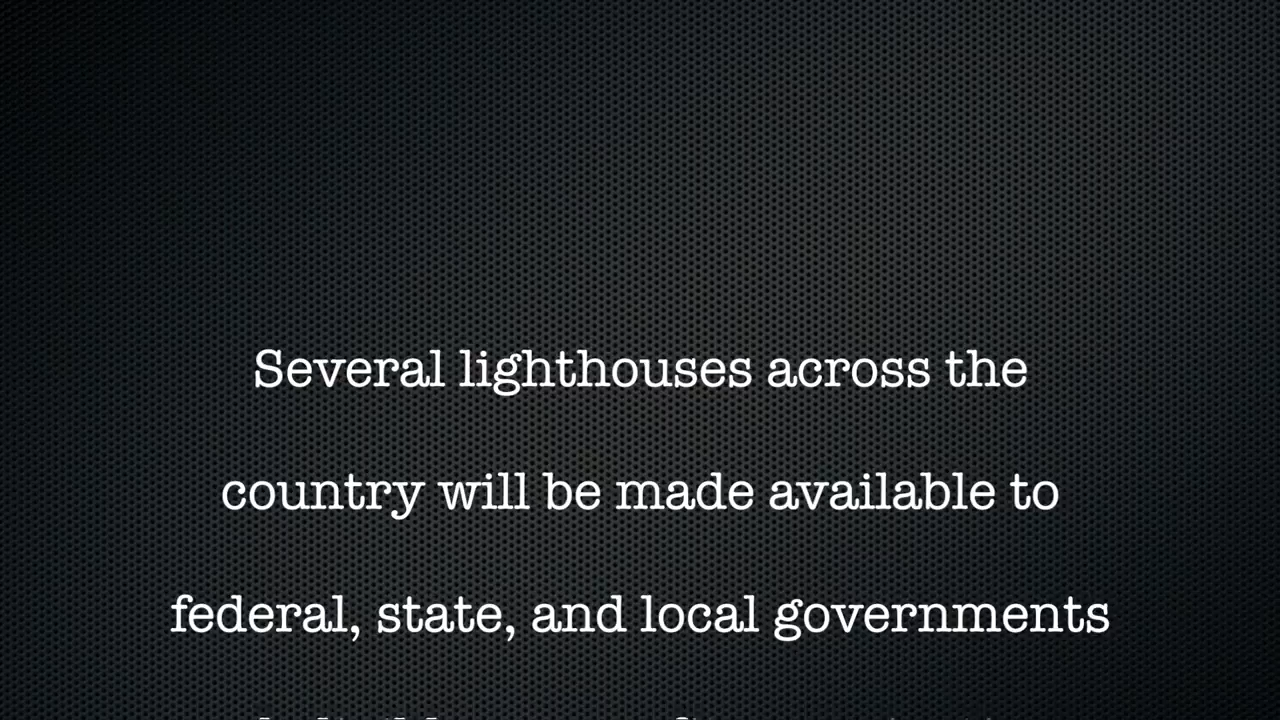 Several lighthouses across the
country will be made available to
federal, state, and local governments